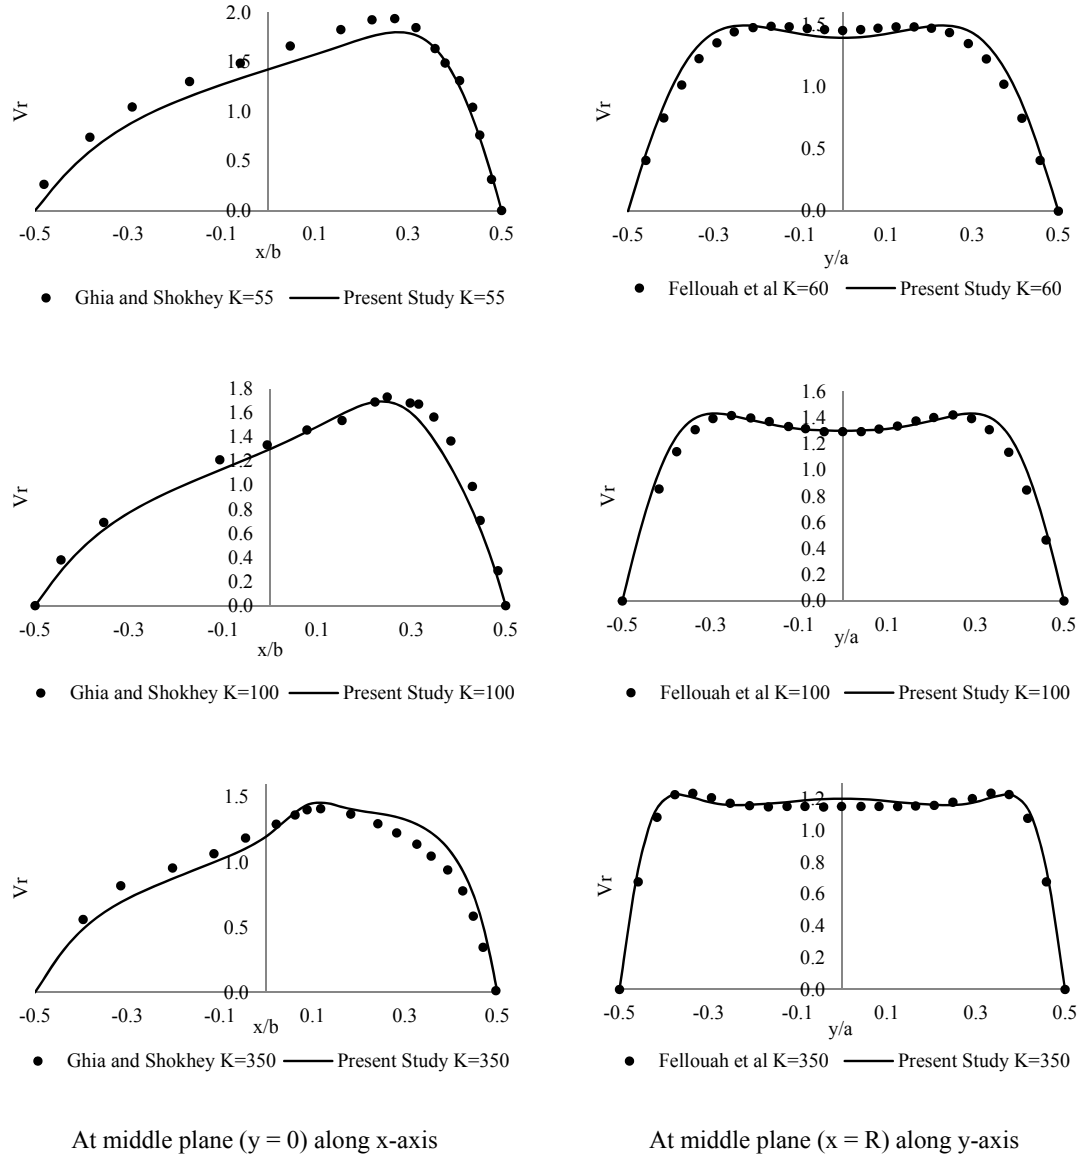 2.0
1.5
1.0
0.5
0.0
Vr
-0.5 -0.3 -0.1 0.1 0.3 0.5
x/b
Ghia and Shokhey K=55 Present Study K=55
1.5
1.0
0.5
0.0
Vr
-0.5 -0.3 -0.1 0.1 0.3 0.5
y/a
Fellouah et al K=60 Present Study K=60
1.8
1.6
1.4
1.2
1.0
0.8
0.6
0.4
0.2
0.0
Vr
-0.5 -0.3 -0.1 0.1 0.3 0.5
x/b
Ghia and Shokhey K=100 Present Study K=100
1.6
1.4
1.2
1.0
0.8
0.6
0.4
0.2
0.0
Vr
-0.5 -0.3 -0.1 0.1 0.3 0.5
y/a
Fellouah et al K=100 Present Study K=100
1.5
1.0
0.5
0.0
Vr
-0.5 -0.3 -0.1 0.1 0.3 0.5
x/b
Ghia and Shokhey K=350 Present Study K=350
1.2
1.0
0.8
0.6
0.4
0.2
0.0
Vr
-0.5 -0.3 -0.1 0.1 0.3 0.5
y/a
Fellouah et al K=350 Present Study K=350
At middle plane (y = 0) along x-axis
At middle plane (x = R) along y-axis